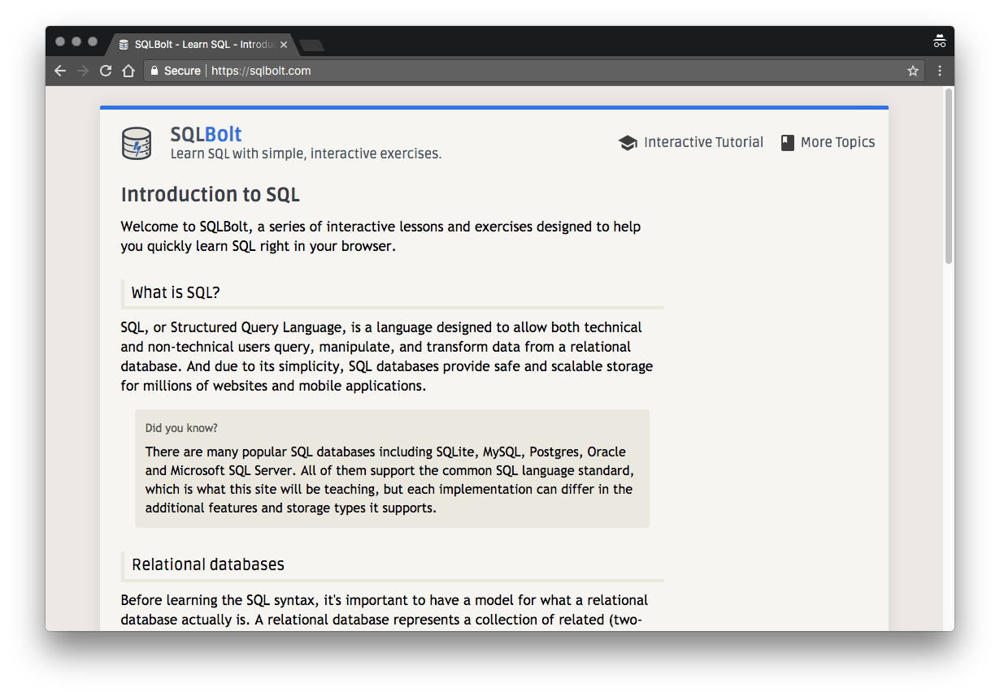 SQLBolt - Learn SQL - Introdu
Secure
https://sqlbolt.com
SQLBolt
Learn SQL with simple, interactive exercises.
Interactive Tutorial
More Topics
Introduction to SQL
Welcome to SQLBolt, a series of interactive lessons and exercises designed to help
you quickly learn SQL right in your browser.
What is SQL?
SQL, or Structured Query Language, is a language designed to allow both technical
and non-technical users query, manipulate, and transform data from a relational
database. And due to its simplicity, SQL databases provide safe and scalable storage
for millions of websites and mobile applications.
Did you know?
There are many popular SQL databases including SQLite, MySQL, Postgres, Oracle
and Microsoft SQL Server. All of them support the common SQL language standard,
which is what this site will be teaching, but each implementation can differ in the
additional features and storage types it supports.
Relational databases
Before learning the SQL syntax, it's important to have a model for what a relational
database actually is. A relational database represents a collection of related (two-